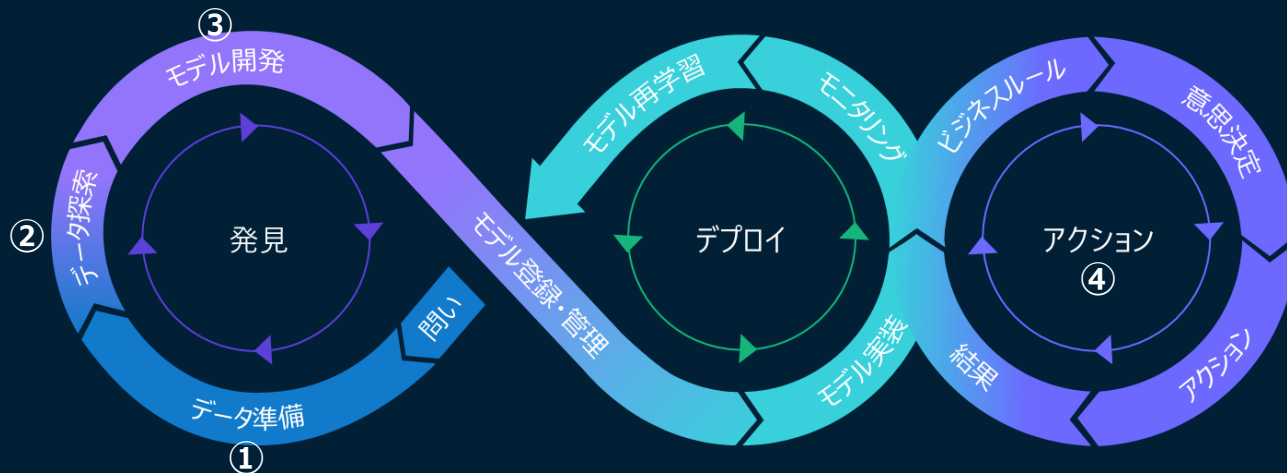 問い
データ準備
①
データ探索
②
モデル開発
③
発見
モデル登録・管理
モデル実装
モニタリング
モデル再学習
デプロイ
ビジネスルール
意思決定
アクション
結果
アクション
④